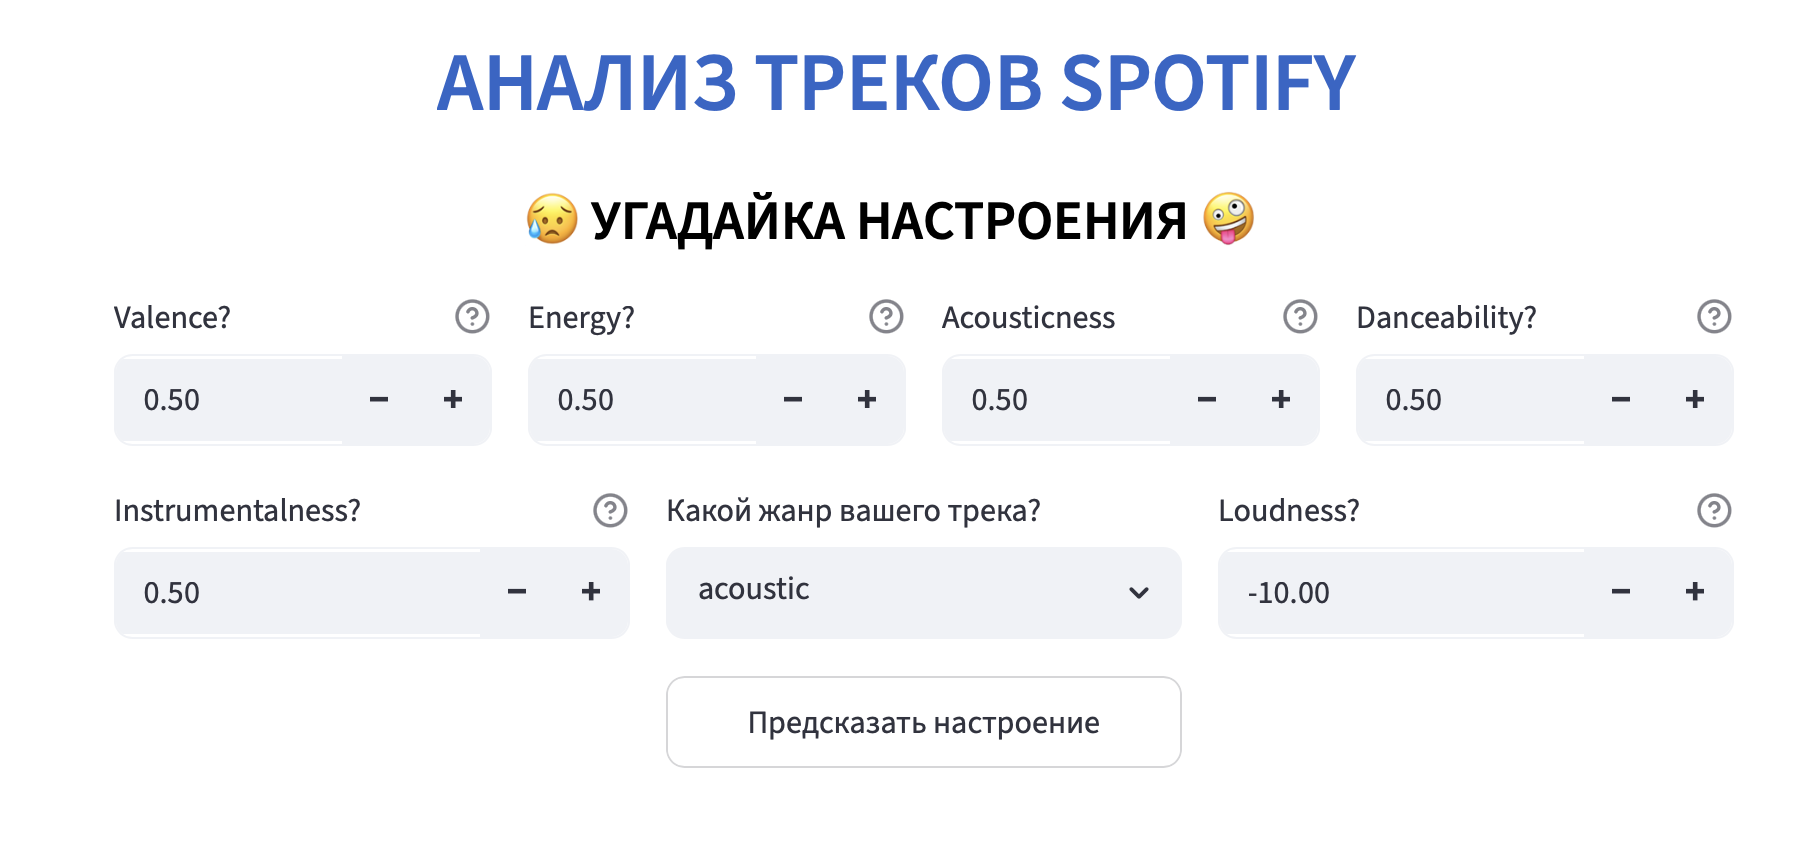 АНАЛИЗ ТРЕКОВ SPOTIFY
😥 УГАДАЙКА НАСТРОЕНИЯ 🤪
Valence? Energy? Acousticness Danceability?
0.50 − + 0.50 − + 0.50 − + 0.50 − +
Instrumentalness? Какой жанр вашего трека? Loudness?
0.50 − + acoustic -10.00 − +
Предсказать настроение